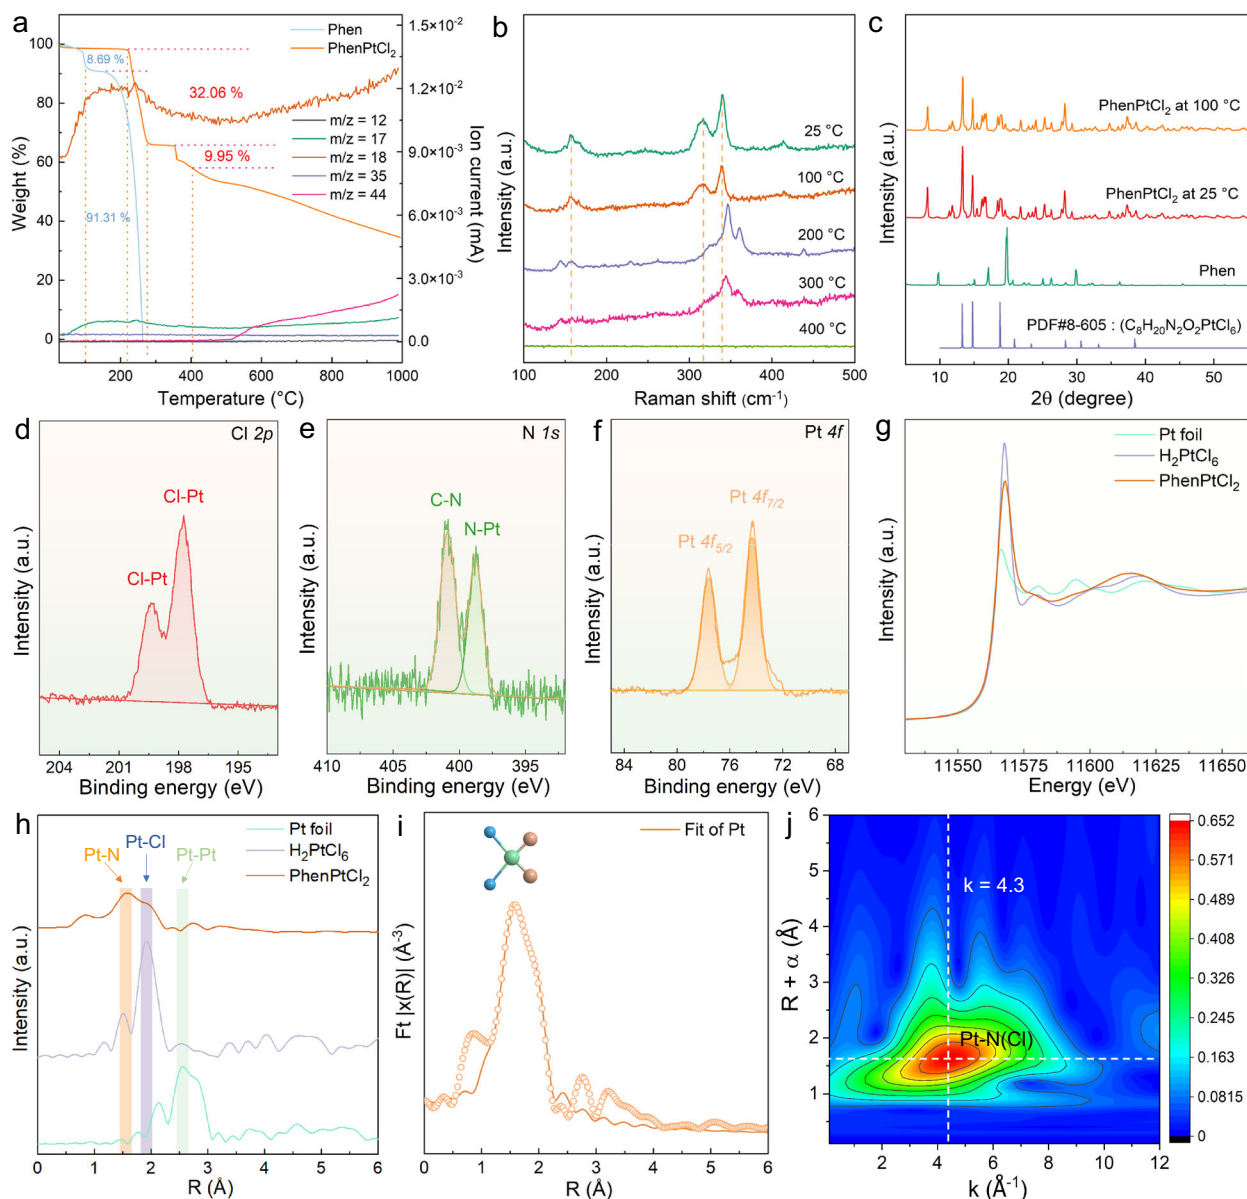 a
Phen
PhenPtCl₂
8.69 %
32.06 %
9.95 %
91.31 %
m/z = 12
m/z = 17
m/z = 18
m/z = 35
m/z = 44
100
80
60
40
20
0
Weight (%)
200 400 600 800 1000
Temperature (°C)
1.5×10⁻²
1.2×10⁻²
9.0×10⁻³
6.0×10⁻³
3.0×10⁻³
0.0
Ion current (mA)
b
25 °C
100 °C
200 °C
300 °C
400 °C
Intensity (a.u.)
100 200 300 400 500
Raman shift (cm⁻¹)
c
PhenPtCl₂ at 100 °C
PhenPtCl₂ at 25 °C
Phen
PDF#8-605 : (C₈H₂₀N₂O₂PtCl₆)
Intensity (a.u.)
10 20 30 40 50
2θ (degree)
d
Cl 2p
Cl-Pt
Cl-Pt
Intensity (a.u.)
204 201 198 195
Binding energy (eV)
e
N 1s
C-N
N-Pt
Intensity (a.u.)
410 405 400 395
Binding energy (eV)
f
Pt 4f
Pt 4f7/2
Pt 4f5/2
Intensity (a.u.)
84 80 76 72 68
Binding energy (eV)
g
Pt foil
H₂PtCl₆
PhenPtCl₂
Intensity (a.u.)
11550 11575 11600 11625 11650
Energy (eV)
h
Pt foil
H₂PtCl₆
PhenPtCl₂
Pt-N
Pt-Cl
Pt-Pt
Intensity (a.u.)
0 1 2 3 4 5 6
R (Å)
i
Fit of Pt
Ft |x(R)| (Å⁻³)
0 1 2 3 4 5 6
R (Å)
j
k = 4.3
Pt-N(Cl)
6
5
4
3
2
1
R + α (Å)
2 4 6 8 10 12
k (Å⁻¹)
0.652
0.571
0.489
0.408
0.326
0.245
0.163
0.0815
0